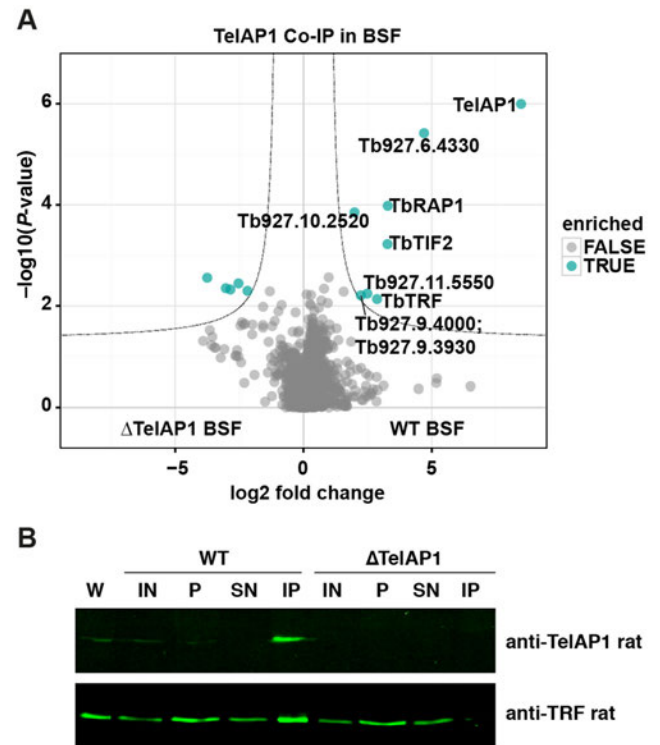 A
TelAP1 Co-IP in BSF
TelAP1
Tb927.6.4330
TbRAP1
Tb927.10.2520
TbTIF2
Tb927.11.5550
TbTRF
Tb927.9.4000;
Tb927.9.3930
ΔTelAP1 BSF
WT BSF
6
4
2
0
−5
0
5
log2 fold change
−log10(P-value)
enriched
FALSE
TRUE
B
WT ΔTelAP1
W IN P SN IP IN P SN IP
anti-TelAP1 rat
anti-TRF rat